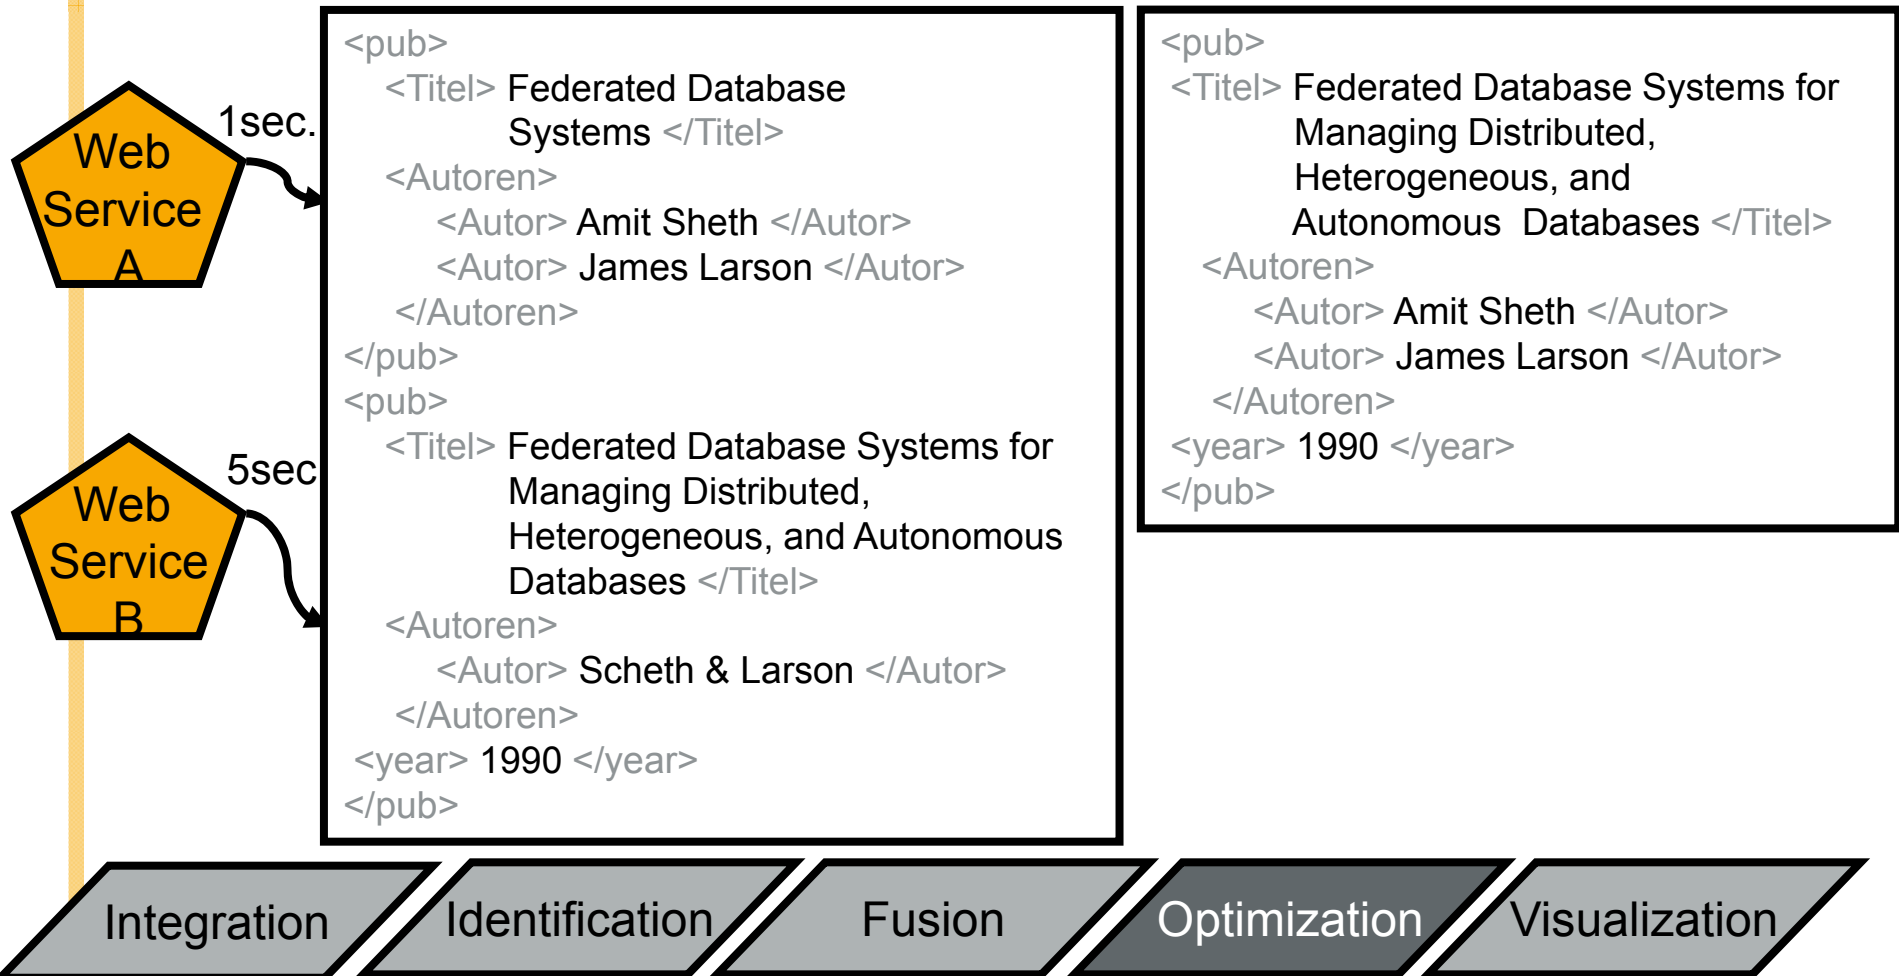 Web
Service
A
1sec.
Web
Service
B
5sec
<pub>
<Titel> Federated Database
Systems </Titel>
<Autoren>
<Autor> Amit Sheth </Autor>
<Autor> James Larson </Autor>
</Autoren>
</pub>
<pub>
<Titel> Federated Database Systems for
Managing Distributed,
Heterogeneous, and Autonomous
Databases </Titel>
<Autoren>
<Autor> Scheth & Larson </Autor>
</Autoren>
<year> 1990 </year>
</pub>
<pub>
<Titel> Federated Database Systems for
Managing Distributed,
Heterogeneous, and
Autonomous Databases </Titel>
<Autoren>
<Autor> Amit Sheth </Autor>
<Autor> James Larson </Autor>
</Autoren>
<year> 1990 </year>
</pub>
Integration
Identification
Fusion
Optimization
Visualization